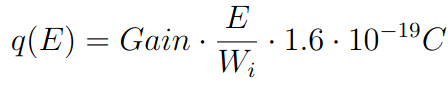 q(E) = Gain · E/W_i · 1.6 · 10^{-19}C